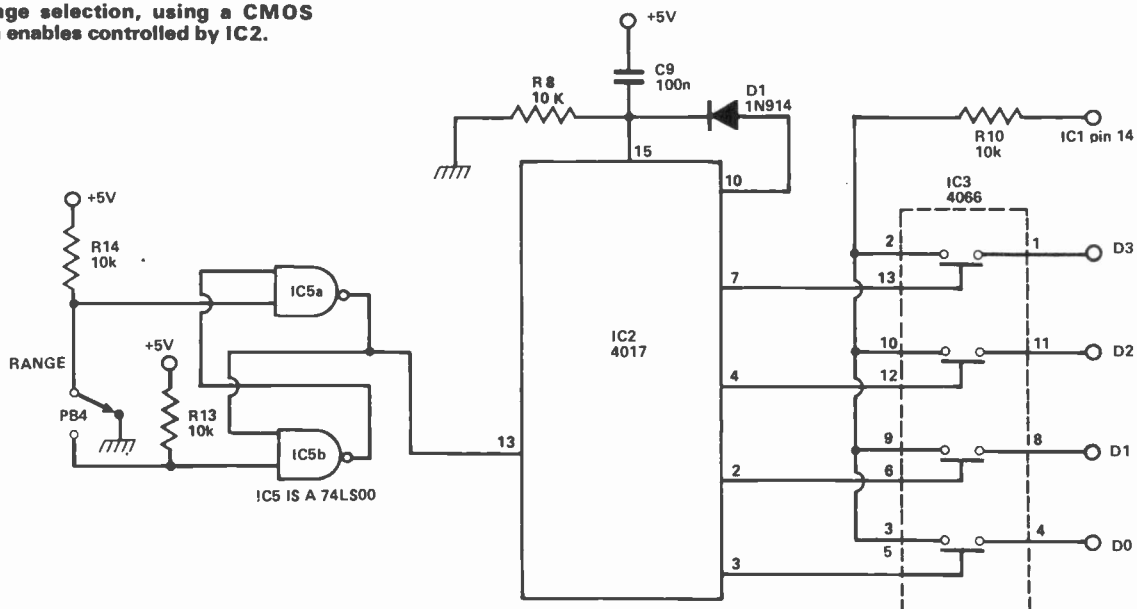 nge selection, using a CMOS
enables controlled by IC2.
+5V
C9
100n
R8
10 K
D1
1N914
R10
10k
IC1 pin 14
15
10
IC3
4066
+5V
R14
10k
IC5a
2
1
D3
7
13
IC2
4017
+5V
RANGE
10
11
D2
4
12
PB4
R13
10k
IC5b
13
9
8
D1
2
6
IC5 IS A 74LS00
3
4
D0
5
3